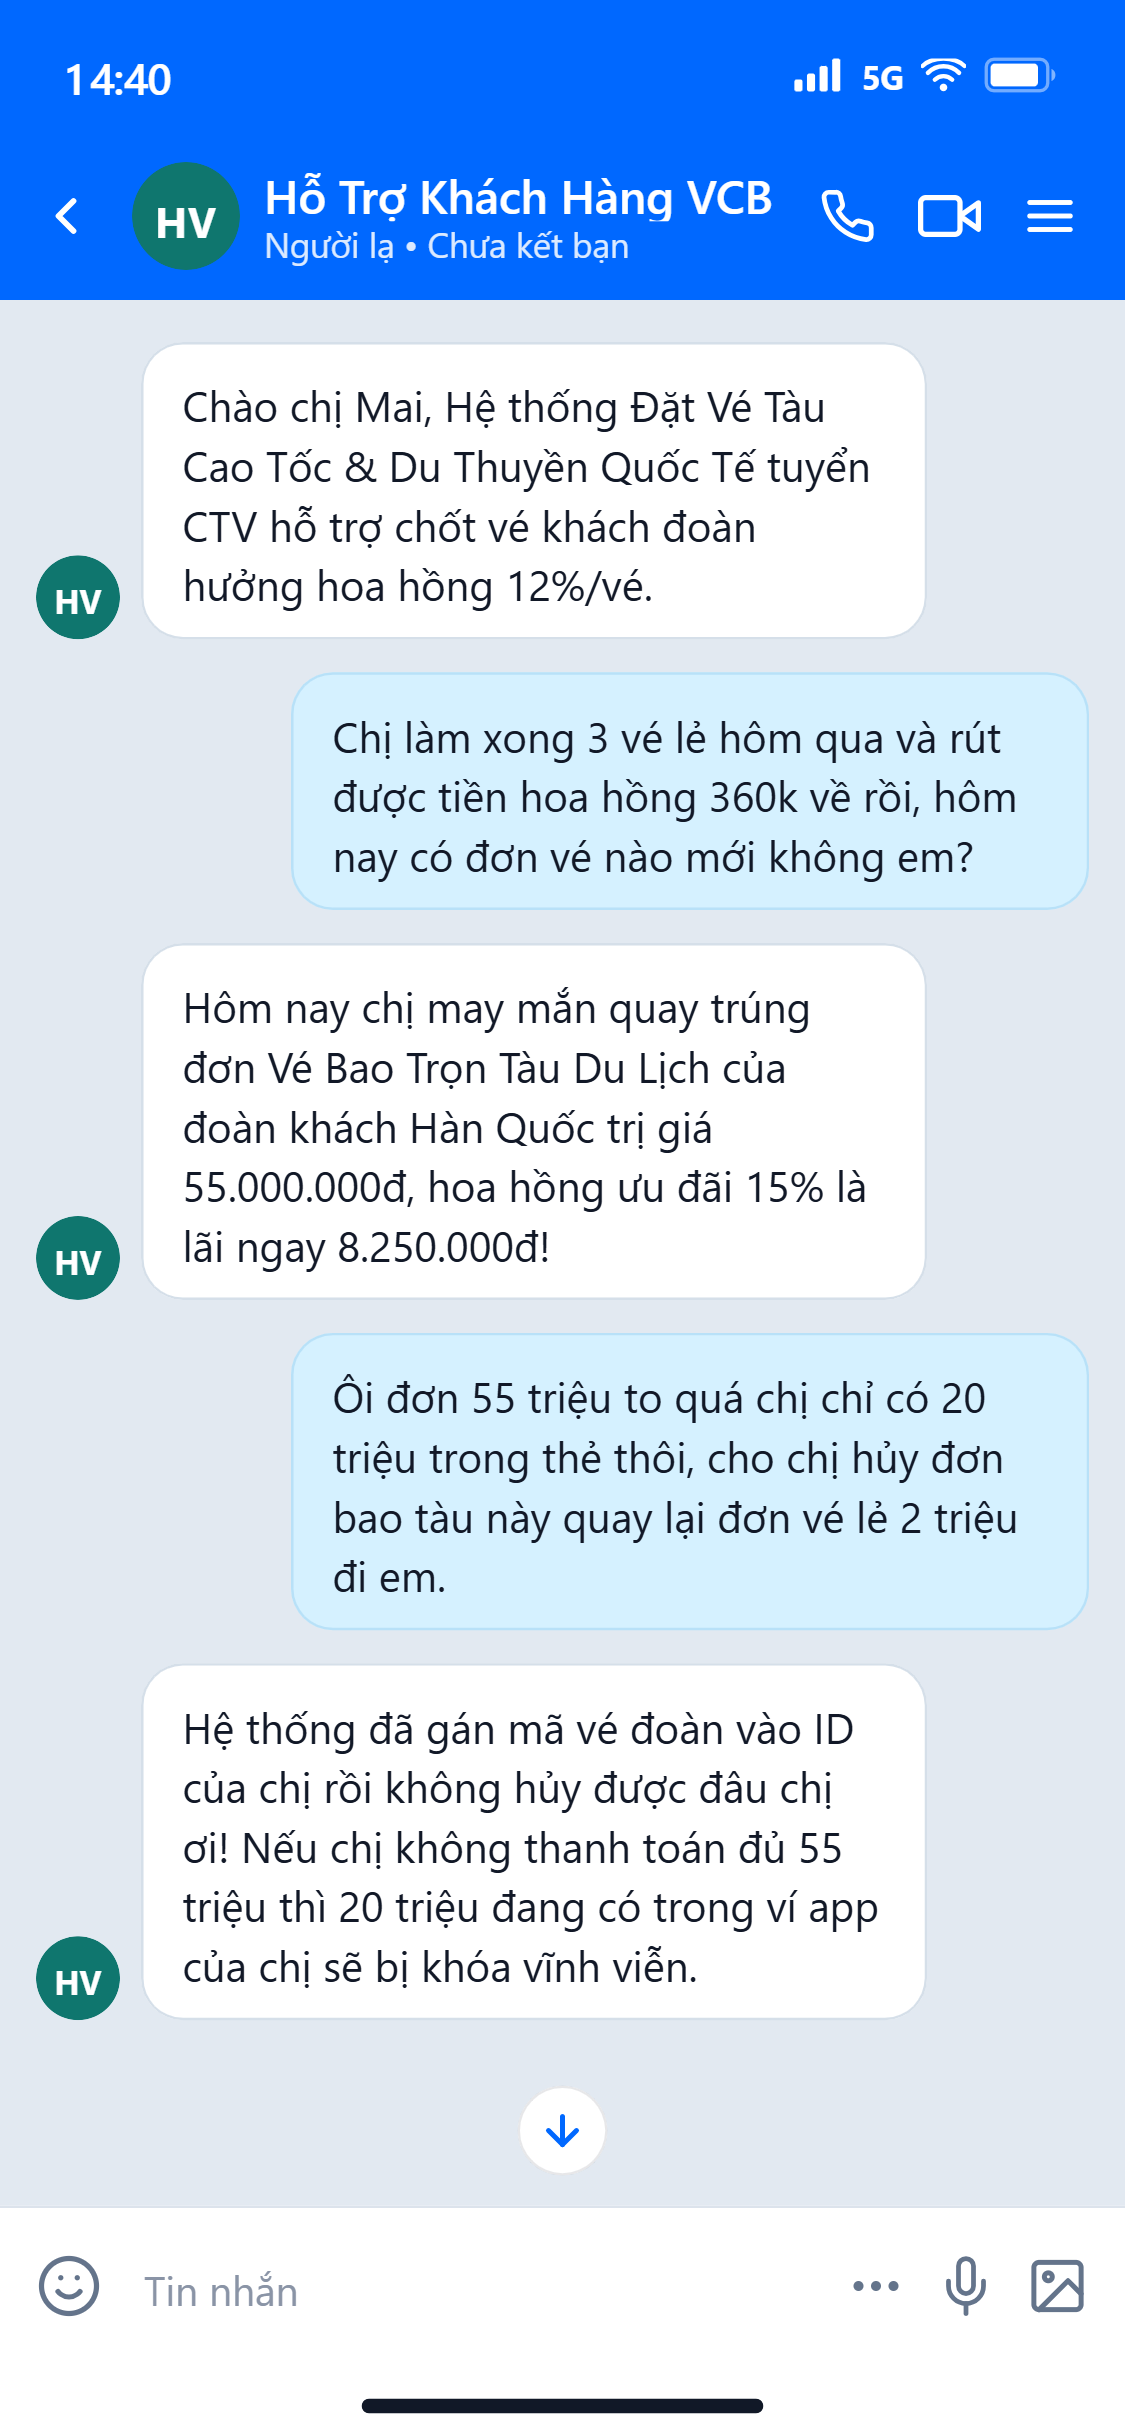 14:40
5G
HV
Hỗ Trợ Khách Hàng VCB
Người lạ • Chưa kết bạn
Chào chị Mai, Hệ thống Đặt Vé Tàu
Cao Tốc & Du Thuyền Quốc Tế tuyển
CTV hỗ trợ chốt vé khách đoàn
hưởng hoa hồng 12%/vé.
HV
Chị làm xong 3 vé lẻ hôm qua và rút
được tiền hoa hồng 360k về rồi, hôm
nay có đơn vé nào mới không em?
Hôm nay chị may mắn quay trúng
đơn Vé Bao Trọn Tàu Du Lịch của
đoàn khách Hàn Quốc trị giá
55.000.000đ, hoa hồng ưu đãi 15% là
lãi ngay 8.250.000đ!
HV
Ôi đơn 55 triệu to quá chị chỉ có 20
triệu trong thẻ thôi, cho chị hủy đơn
bao tàu này quay lại đơn vé lẻ 2 triệu
đi em.
Hệ thống đã gán mã vé đoàn vào ID
của chị rồi không hủy được đâu chị
ơi! Nếu chị không thanh toán đủ 55
triệu thì 20 triệu đang có trong ví app
của chị sẽ bị khóa vĩnh viễn.
HV
Tin nhắn